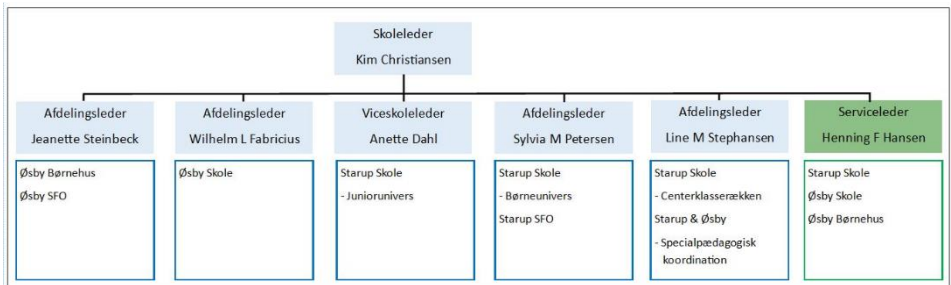 Skoleleder
Kim Christiansen
Afdelingsleder
Jeanette Steinbeck
Øsby Børnehus
Øsby SFO
Afdelingsleder
Wilhelm L Fabricius
Øsby Skole
Viceskoleleder
Anette Dahl
Starup Skole
- Juniorunivers
Afdelingsleder
Sylvia M Petersen
Starup Skole
- Børneunivers
Starup SFO
Afdelingsleder
Line M Stephansen
Starup Skole
- Centerklasserækken
Starup & Øsby
- Specialpædagogisk
koordination
Serviceleder
Henning F Hansen
Starup Skole
Øsby Skole
Øsby Børnehus